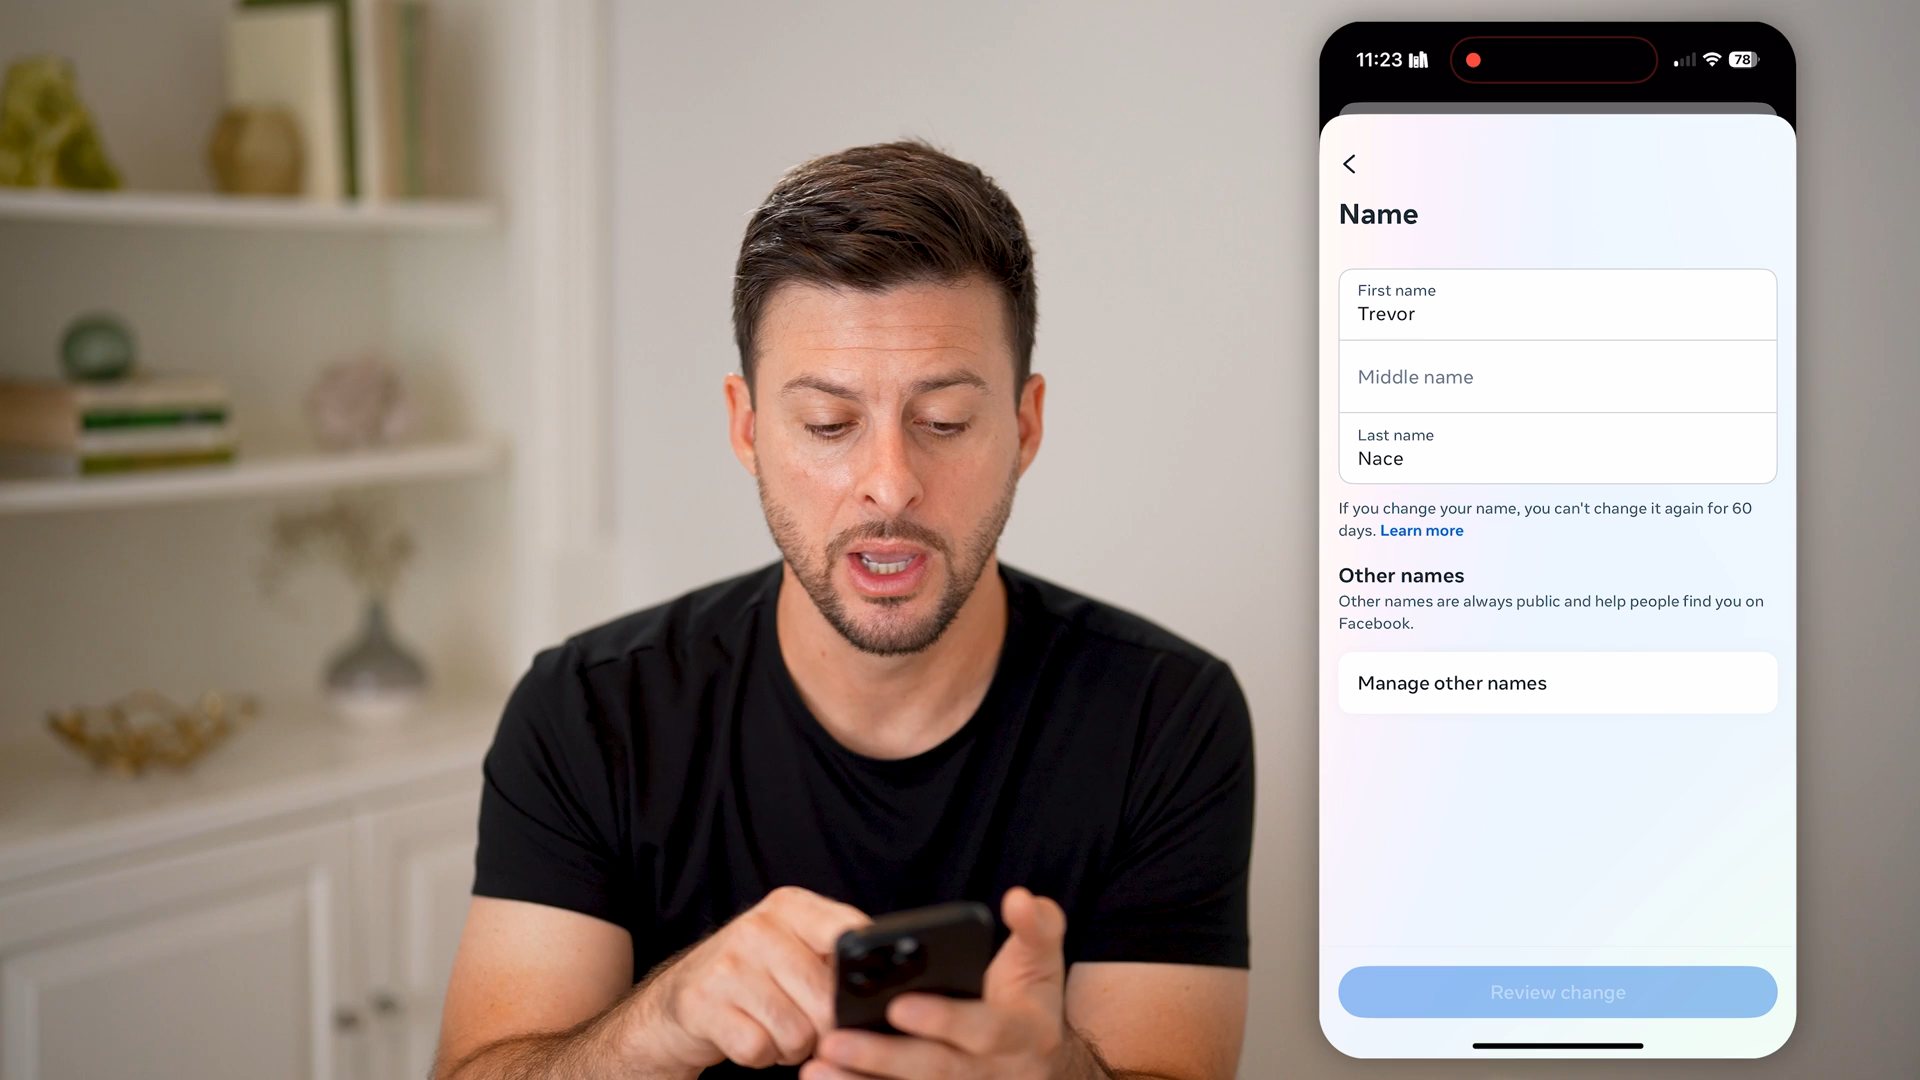 11:23
78
Name
First name
Trevor
Middle name
Last name
Nace
If you change your name, you can't change it again for 60
days. Learn more
Other names
Other names are always public and help people find you on
Facebook.
Manage other names
Review change